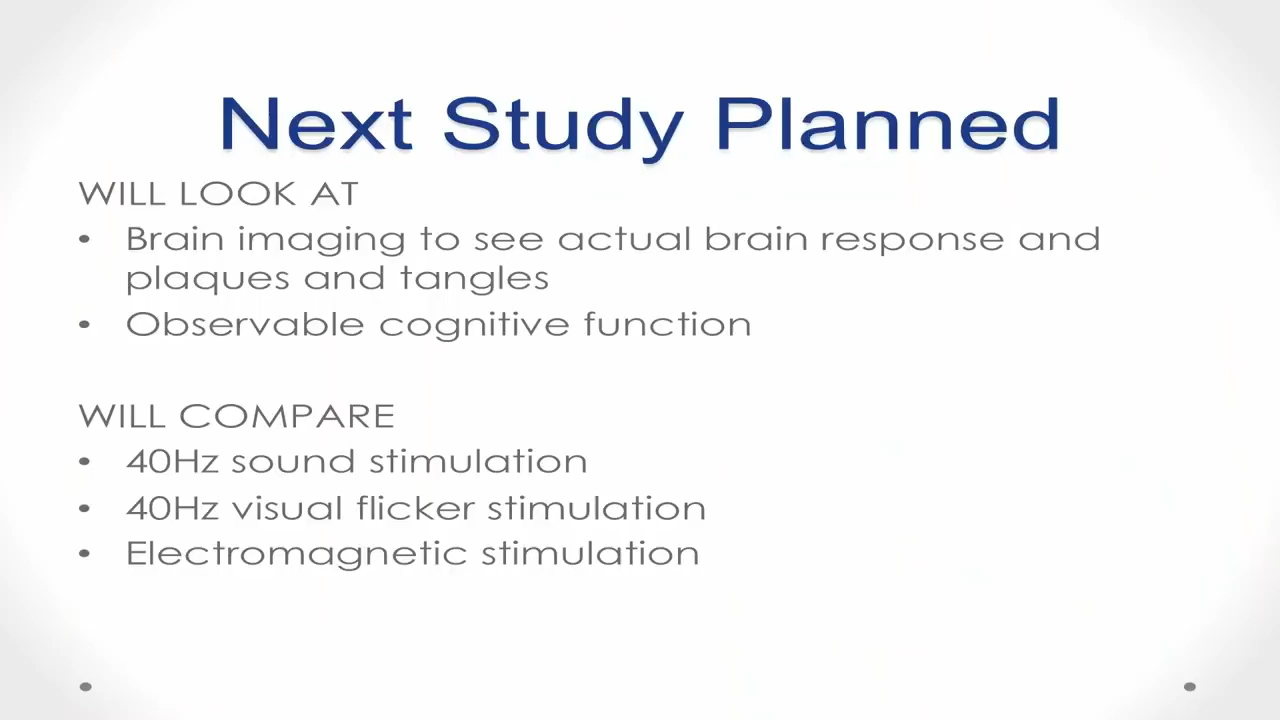 Next Study Planned
WILL LOOK AT
• Brain imaging to see actual brain response and
plaques and tangles
• Observable cognitive function
WILL COMPARE
• 40Hz sound stimulation
• 40Hz visual flicker stimulation
• Electromagnetic stimulation